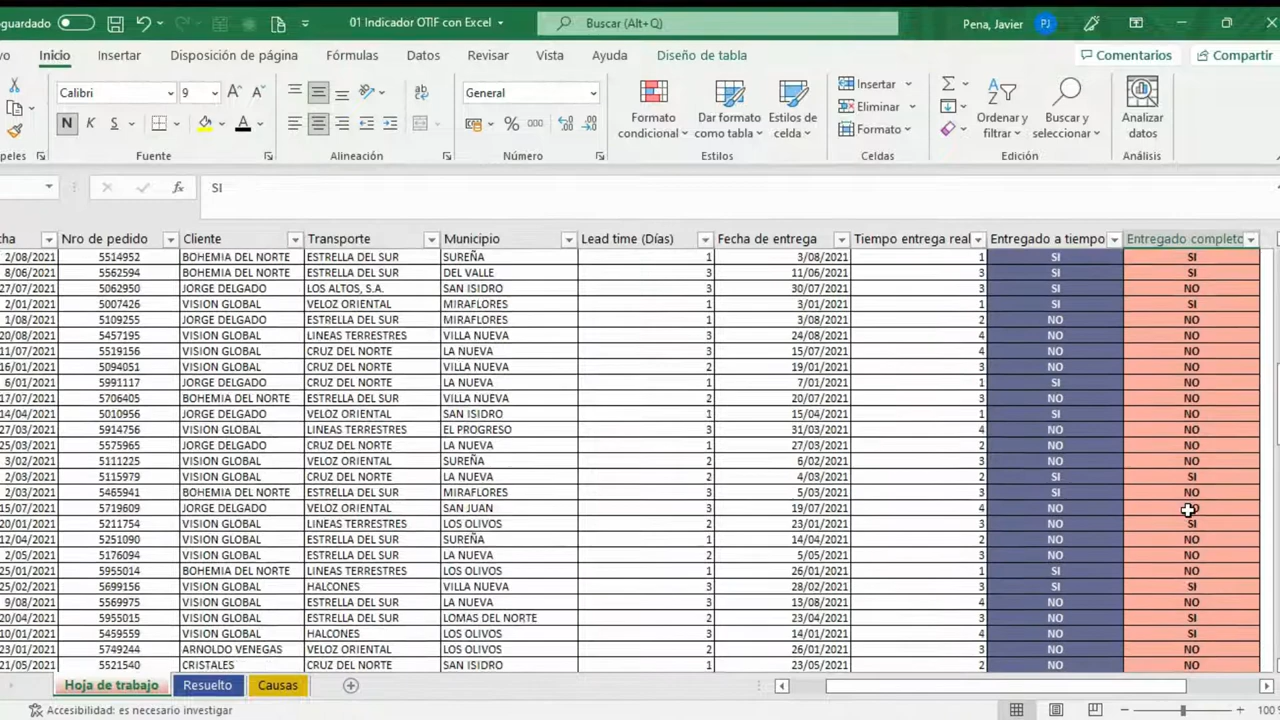 guardado 01 Indicador OTIF con Excel Buscar (Alt+Q) Pena, Javier PJ
vo Inicio Insertar Disposición de página Fórmulas Datos Revisar Vista Ayuda Diseño de tabla Comentarios Compartir
Calibri 9 General Insertar
N K S Formato condicional Dar formato como tabla Estilos de celda Eliminar Formato Ordenar y filtrar Buscar y seleccionar Analizar datos
peles Fuente Alineación Número Estilos Celdas Edición Análisis
fx SI
cha Nro de pedido Cliente Transporte Municipio Lead time (Días) Fecha de entrega Tiempo entrega real Entregado a tiempo Entregado completo
2/08/2021 5514952 BOHEMIA DEL NORTE ESTRELLA DEL SUR SUREÑA 1 3/08/2021 1 SI SI
8/06/2021 5562594 BOHEMIA DEL NORTE ESTRELLA DEL SUR DEL VALLE 3 11/06/2021 3 SI SI
27/07/2021 5062950 JORGE DELGADO LOS ALTOS, S.A. SAN ISIDRO 3 30/07/2021 3 SI NO
2/01/2021 5007426 VISION GLOBAL VELOZ ORIENTAL MIRAFLORES 1 3/01/2021 1 SI SI
1/08/2021 5109255 JORGE DELGADO ESTRELLA DEL SUR MIRAFLORES 1 3/08/2021 2 NO NO
20/08/2021 5457195 VISION GLOBAL LINEAS TERRESTRES VILLA NUEVA 3 24/08/2021 4 NO NO
11/07/2021 5519156 VISION GLOBAL CRUZ DEL NORTE LA NUEVA 3 15/07/2021 4 NO NO
16/01/2021 5094051 VISION GLOBAL CRUZ DEL NORTE VILLA NUEVA 2 19/01/2021 3 NO NO
6/01/2021 5991117 JORGE DELGADO CRUZ DEL NORTE LA NUEVA 1 7/01/2021 1 SI NO
17/07/2021 5706405 BOHEMIA DEL NORTE ESTRELLA DEL SUR VILLA NUEVA 2 20/07/2021 3 NO NO
14/04/2021 5010956 JORGE DELGADO VELOZ ORIENTAL SAN ISIDRO 1 15/04/2021 1 SI NO
27/03/2021 5914756 VISION GLOBAL LINEAS TERRESTRES EL PROGRESO 3 31/03/2021 4 NO NO
25/03/2021 5575965 JORGE DELGADO CRUZ DEL NORTE LA NUEVA 1 27/03/2021 2 NO NO
3/02/2021 5111225 VISION GLOBAL VELOZ ORIENTAL SUREÑA 2 6/02/2021 3 NO NO
2/03/2021 5115979 VISION GLOBAL CRUZ DEL NORTE LA NUEVA 2 4/03/2021 2 SI SI
2/03/2021 5465941 BOHEMIA DEL NORTE ESTRELLA DEL SUR MIRAFLORES 3 5/03/2021 3 SI NO
15/07/2021 5719609 JORGE DELGADO VELOZ ORIENTAL SAN JUAN 3 19/07/2021 4 NO
20/01/2021 5211754 VISION GLOBAL LINEAS TERRESTRES LOS OLIVOS 2 23/01/2021 3 NO SI
12/04/2021 5251090 VISION GLOBAL ESTRELLA DEL SUR SUREÑA 1 14/04/2021 2 NO NO
2/05/2021 5176094 VISION GLOBAL ESTRELLA DEL SUR LA NUEVA 2 5/05/2021 3 NO NO
25/01/2021 5955014 BOHEMIA DEL NORTE LINEAS TERRESTRES LOS OLIVOS 1 26/01/2021 1 SI NO
25/02/2021 5699156 VISION GLOBAL HALCONES VILLA NUEVA 3 28/02/2021 3 SI SI
9/08/2021 5569975 VISION GLOBAL ESTRELLA DEL SUR LA NUEVA 3 13/08/2021 4 NO NO
20/04/2021 5955015 VISION GLOBAL ESTRELLA DEL SUR LOMAS DEL NORTE 2 23/04/2021 3 NO SI
10/01/2021 5459559 VISION GLOBAL HALCONES LOS OLIVOS 3 14/01/2021 4 NO SI
23/01/2021 5749244 ARNOLDO VENEGAS VELOZ ORIENTAL LOS OLIVOS 2 26/01/2021 3 NO NO
21/05/2021 5521540 CRISTALES CRUZ DEL NORTE SAN ISIDRO 1 23/05/2021 2 NO NO
Hoja de trabajo Resuelto Causas
Accesibilidad: es necesario investigar 100 %